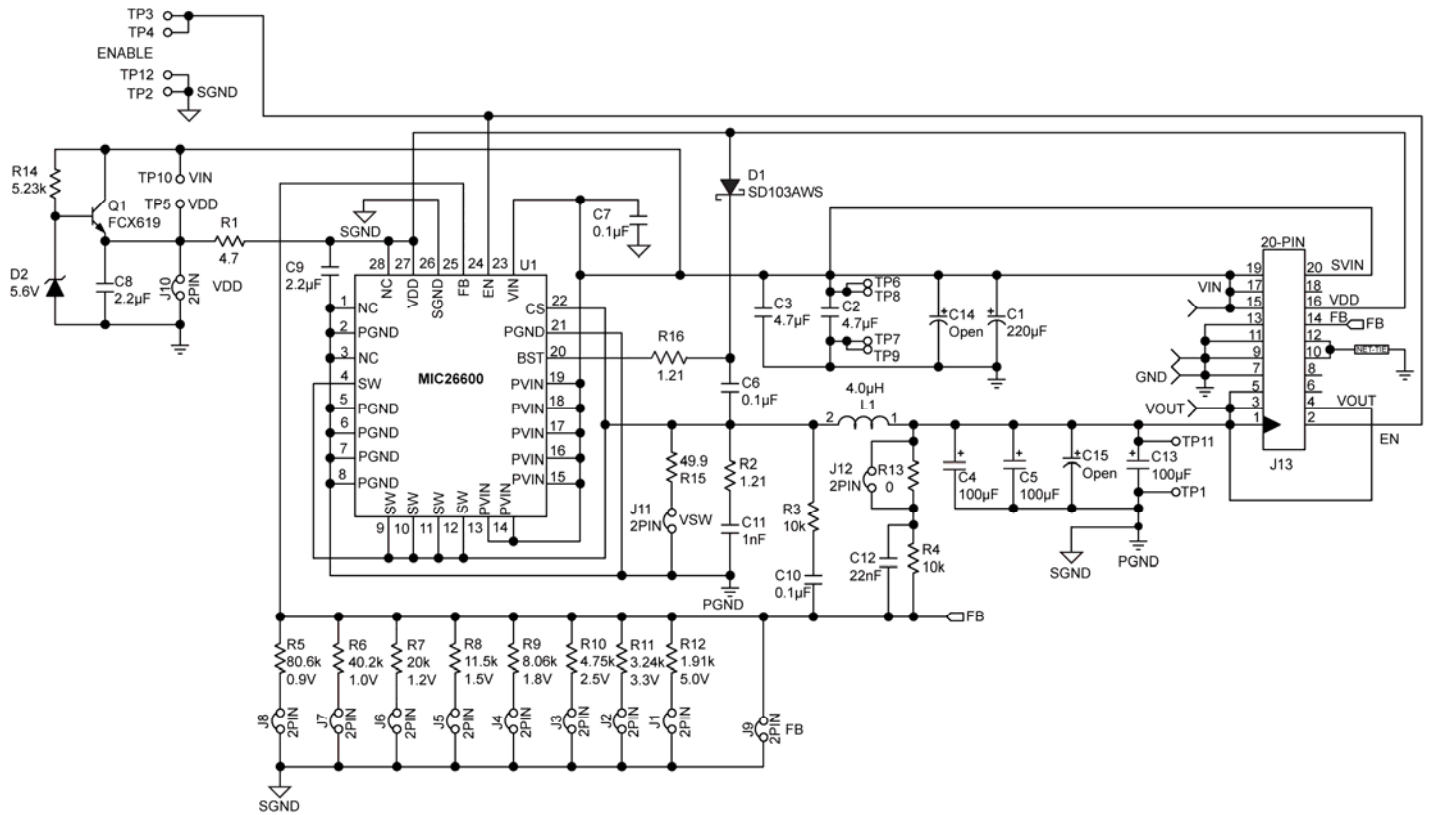 TP3
TP4
ENABLE
TP12
TP2
SGND
R14
5.23k
Q1
FCX619
TP10
VIN
TP5
VDD
R1
4.7
D2
5.6V
C8
2.2µF
J10
2PIN
VDD
C9
2.2µF
SGND
28
27
26
25
24
23
U1
NC
VDD
SGND
FB
EN
VIN
1
NC
2
PGND
3
NC
4
SW
5
PGND
6
PGND
7
PGND
8
PGND
MIC26600
CS
22
PGND
21
BST
20
PVIN
19
PVIN
18
PVIN
17
PVIN
16
PVIN
15
SW
SW
SW
SW
PVIN
PVIN
9
10
11
12
13
14
C7
0.1µF
D1
SD103AWS
R16
1.21
C6
0.1µF
C3
4.7µF
C2
4.7µF
TP6
TP8
TP7
TP9
C14
Open
C1
220µF
49.9
R15
J11
2PIN
VSW
R2
1.21
C11
1nF
PGND
4.0µH
2
L1
1
R3
10k
C10
0.1µF
J12
2PIN
R13
0
C12
22nF
R4
10k
C4
100µF
C5
100µF
C15
Open
TP11
C13
100µF
TP1
SGND
PGND
20-PIN
19
20
SVIN
VIN
17
18
15
16
VDD
13
14
FB
FB
11
12
9
10
NET-TIE
GND
7
8
5
6
VOUT
3
4
VOUT
1
2
EN
J13
FB
R5
80.6k
0.9V
R6
40.2k
1.0V
R7
20k
1.2V
R8
11.5k
1.5V
R9
8.06k
1.8V
R10
4.75k
2.5V
R11
3.24k
3.3V
R12
1.91k
5.0V
J8
2PIN
J7
2PIN
J6
2PIN
J5
2PIN
J4
2PIN
J3
2PIN
J2
2PIN
J1
2PIN
J9
2PIN
FB
SGND